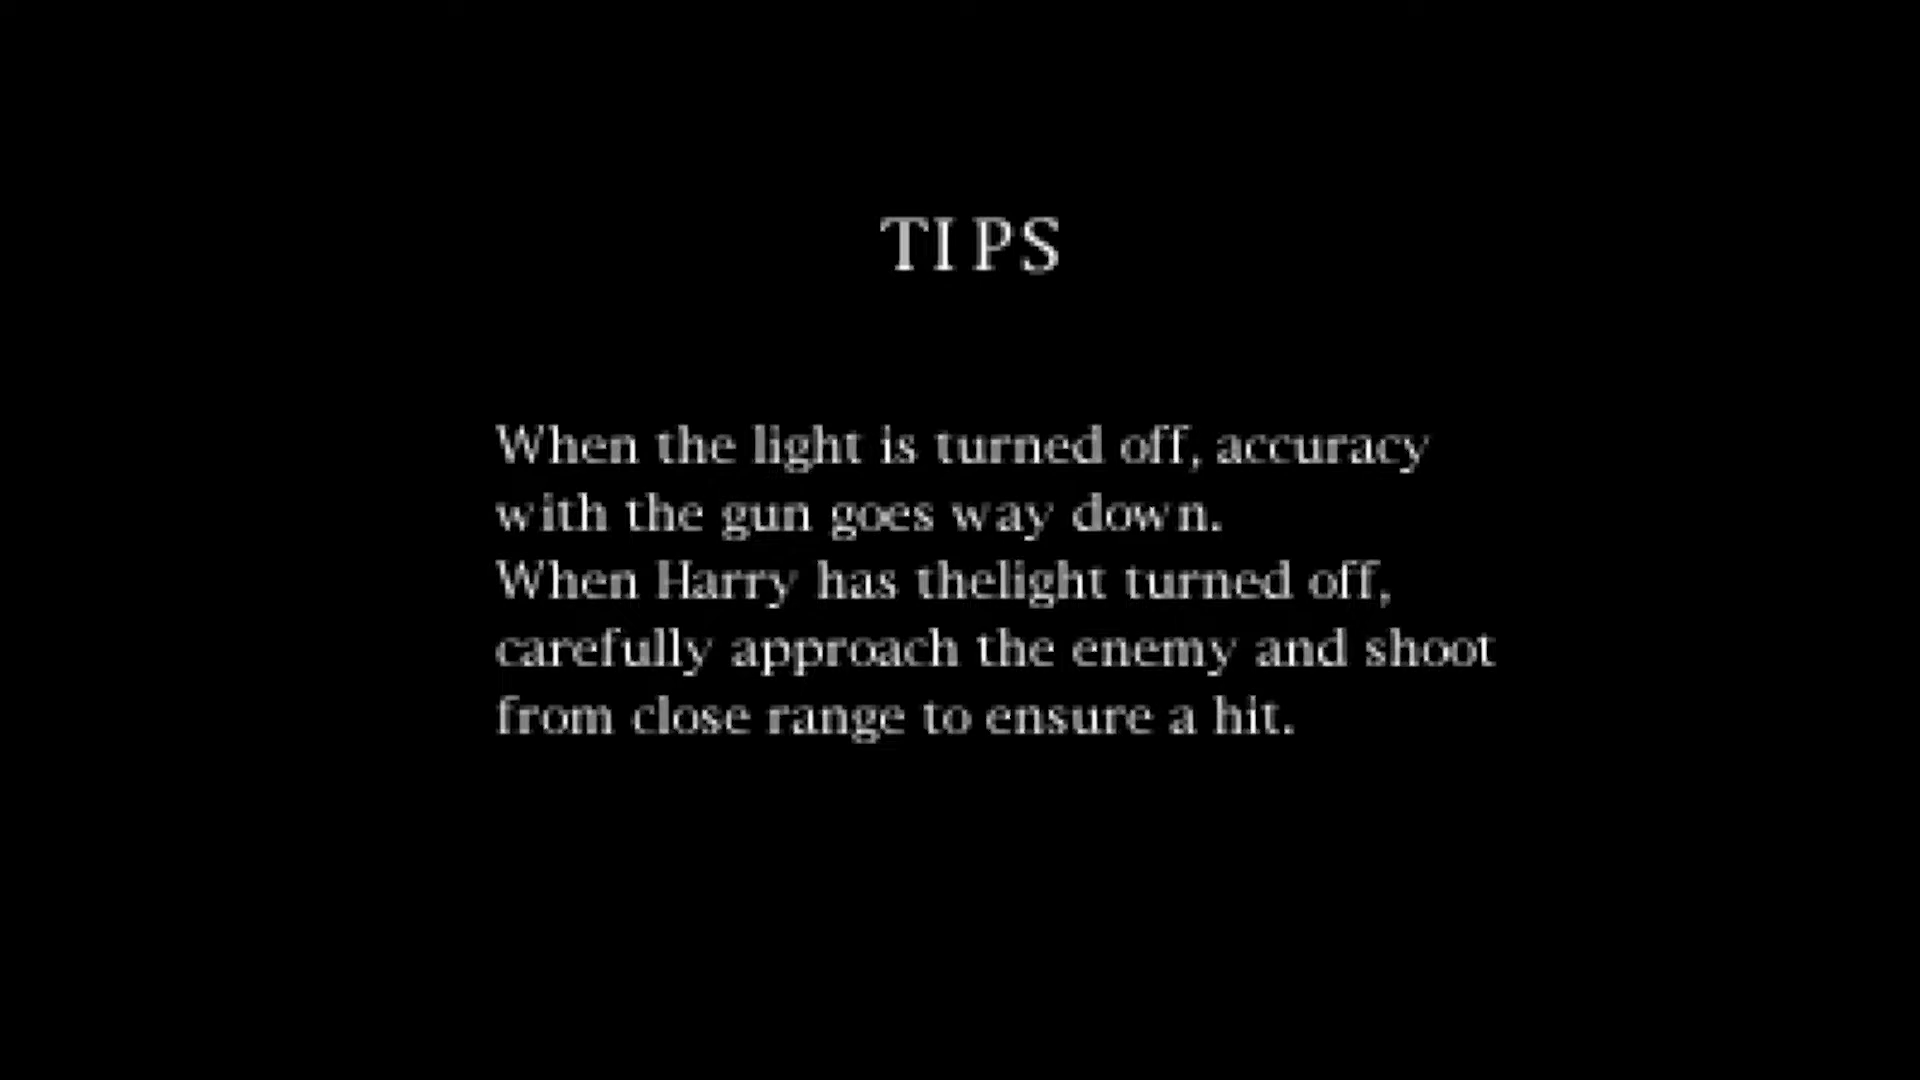 TIPS
When the light is turned off, accuracy
with the gun goes way down.
When Harry has thelight turned off,
carefully approach the enemy and shoot
from close range to ensure a hit.